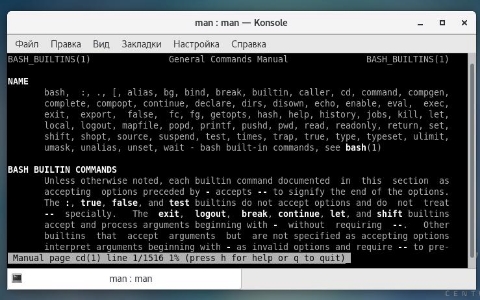 man : man — Konsole
Файл Правка Вид Закладки Настройка Справка
BASH_BUILTINS(1) General Commands Manual BASH_BUILTINS(1)
NAME
bash, :, ., [, alias, bg, bind, break, builtin, caller, cd, command, compgen,
complete, compopt, continue, declare, dirs, disown, echo, enable, eval, exec,
exit, export, false, fc, fg, getopts, hash, help, history, jobs, kill, let,
local, logout, mapfile, popd, printf, pushd, pwd, read, readonly, return, set,
shift, shopt, source, suspend, test, times, trap, true, type, typeset, ulimit,
umask, unalias, unset, wait - bash built-in commands, see bash(1)
BASH BUILTIN COMMANDS
Unless otherwise noted, each builtin command documented in this section as
accepting options preceded by - accepts -- to signify the end of the options.
The :, true, false, and test builtins do not accept options and do not treat
-- specially. The exit, logout, break, continue, let, and shift builtins
accept and process arguments beginning with - without requiring --. Other
builtins that accept arguments but are not specified as accepting options
interpret arguments beginning with - as invalid options and require -- to pre-
Manual page cd(1) line 1/1516 1% (press h for help or q to quit)
man : man
CENT